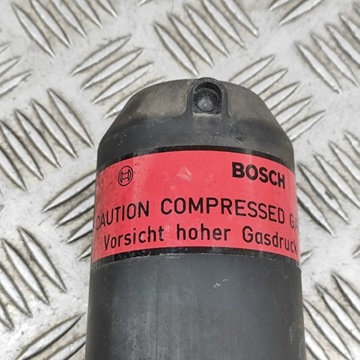 BOSCH
CAUTION COMPRESSED
Vorsicht hoher Gasdruck